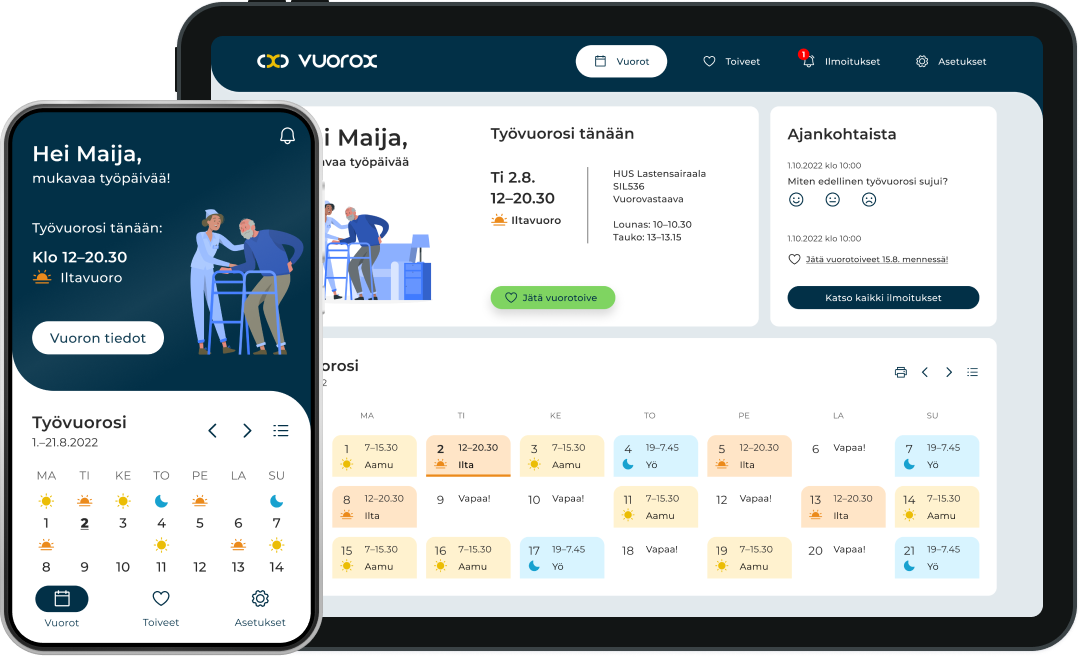 VUOROX
Vuorot
Toiveet
1
Ilmoitukset
Asetukset
Maija,
työpäivää
Työvuorosi tänään
Ti 2.8.
12–20.30
Iltavuoro
HUS Lastensairaala
SIL536
Vuorovastaava
Lounas: 10–10.30
Tauko: 13–13.15
Jätä vuorotoive
Ajankohtaista
1.10.2022 klo 10:00
Miten edellinen työvuorosi sujui?
1.10.2022 klo 10:00
Jätä vuorotoiveet 15.8. mennessä!
Katso kaikki ilmoitukset
MA TI KE TO PE LA SU
1 7–15.30 Aamu
2 12–20.30 Ilta
3 7–15.30 Aamu
4 19–7.45 Yö
5 12–20.30 Ilta
6 Vapaa!
7 19–7.45 Yö
8 12–20.30 Ilta
9 Vapaa!
10 Vapaa!
11 7–15.30 Aamu
12 Vapaa!
13 12–20.30 Ilta
14 7–15.30 Aamu
15 7–15.30 Aamu
16 7–15.30 Aamu
17 19–7.45 Yö
18 Vapaa!
19 7–15.30 Aamu
20 Vapaa!
21 19–7.45 Yö
Hei Maija,
mukavaa työpäivää!
Työvuorosi tänään:
Klo 12–20.30
Iltavuoro
Vuoron tiedot
Työvuorosi
1.–21.8.2022
MA TI KE TO PE LA SU
1 2 3 4 5 6 7
8 9 10 11 12 13 14
Vuorot
Toiveet
Asetukset